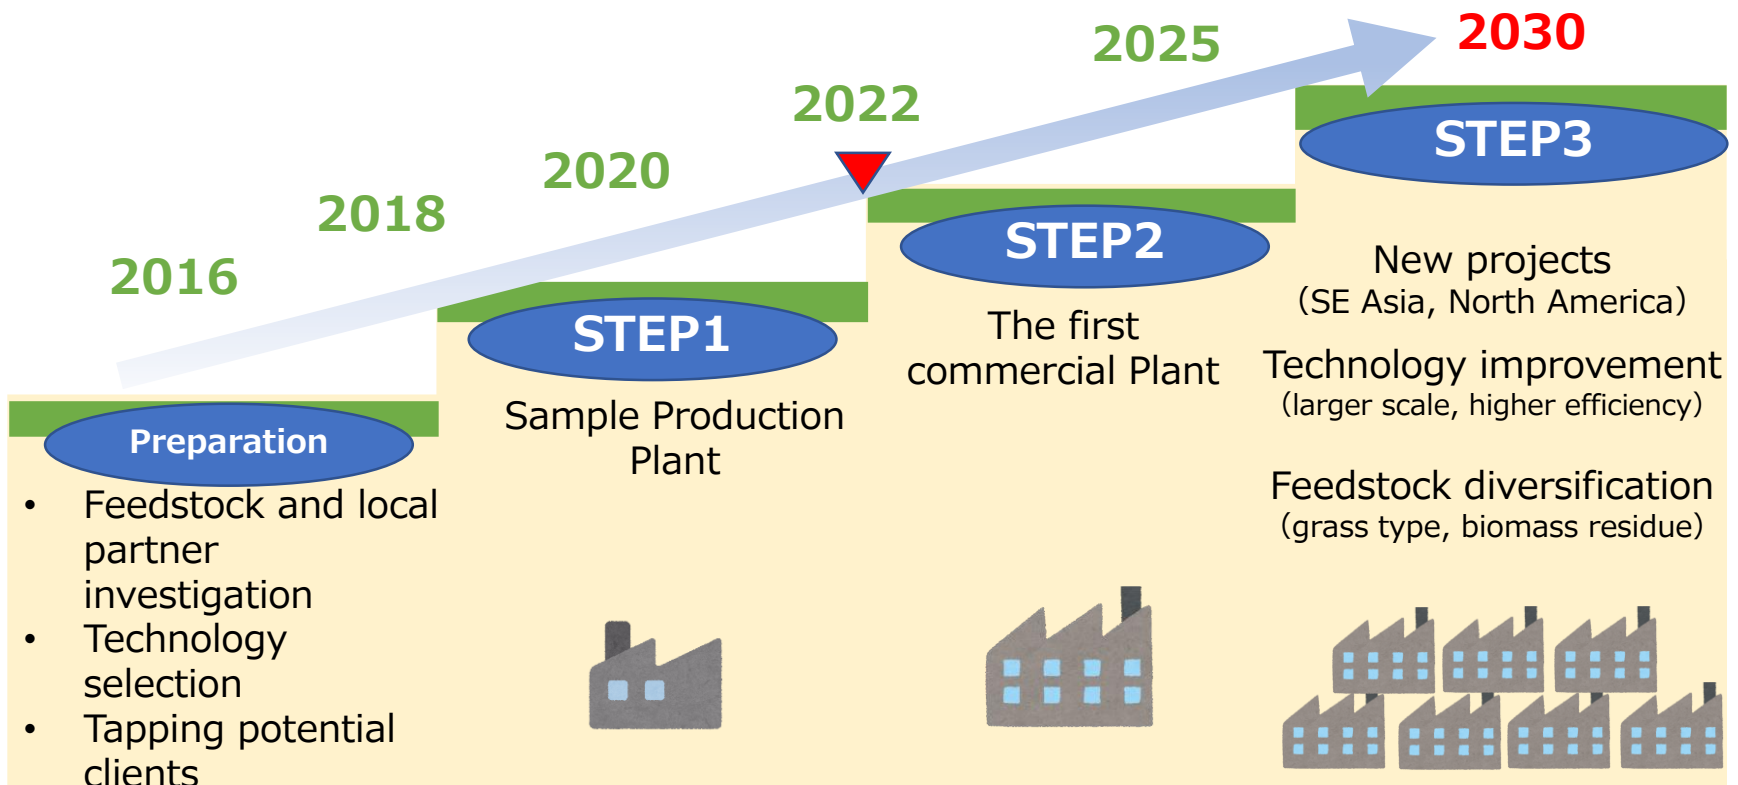 2016
2018
2020
2022
2025
2030
Preparation
• Feedstock and local
partner
investigation
• Technology
selection
• Tapping potential
clients
STEP1
Sample Production
Plant
STEP2
The first
commercial Plant
STEP3
New projects
（SE Asia, North America）
Technology improvement
（larger scale, higher efficiency）
Feedstock diversification
（grass type, biomass residue）